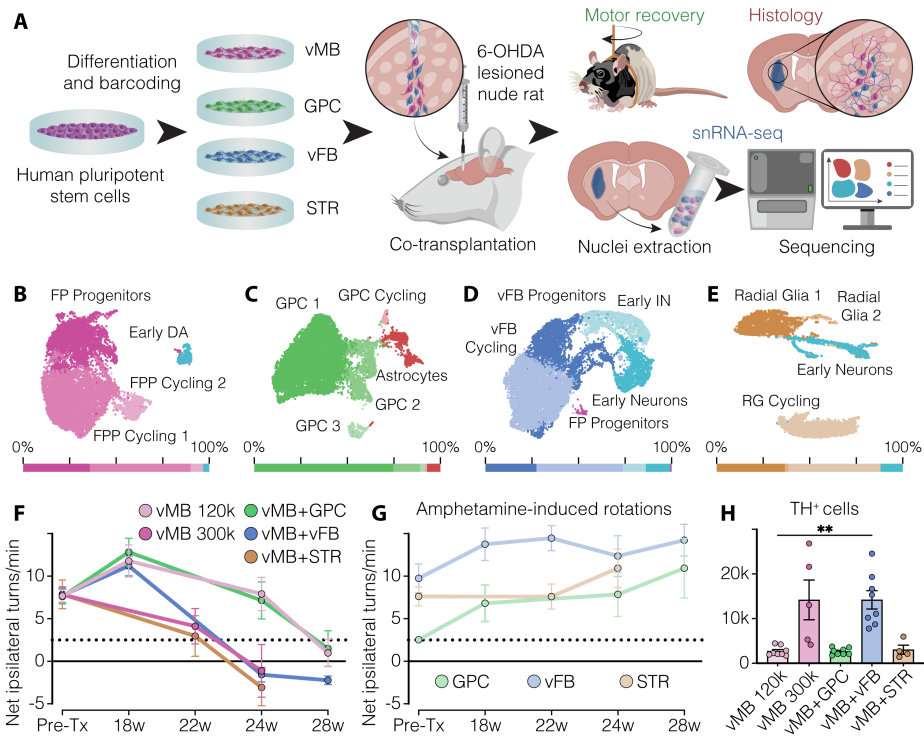 A
Differentiation
and barcoding
Human pluripotent
stem cells
vMB
GPC
vFB
STR
6-OHDA
lesioned
nude rat
Co-transplantation
Motor recovery
Histology
snRNA-seq
Nuclei extraction
Sequencing
B
FP Progenitors
Early DA
FPP Cycling 2
FPP Cycling 1
0%
100%
C
GPC 1
GPC Cycling
Astrocytes
GPC 2
GPC 3
0%
100%
D
vFB Progenitors
Early IN
vFB
Cycling
Early Neurons
FP Progenitors
0%
100%
E
Radial Glia 1
Radial
Glia 2
Early Neurons
RG Cycling
0%
100%
F
vMB 120k
vMB 300k
vMB+GPC
vMB+vFB
vMB+STR
Net ipsilateral turns/min
10
5
0
-5
Pre-Tx
18w
22w
24w
28w
G
Amphetamine-induced rotations
Net ipsilateral turns/min
10
5
0
-5
GPC
vFB
STR
Pre-Tx
18w
22w
24w
28w
H
TH⁺ cells
**
20k
10k
0
vMB 120k
vMB 300k
vMB+GPC
vMB+vFB
vMB+STR